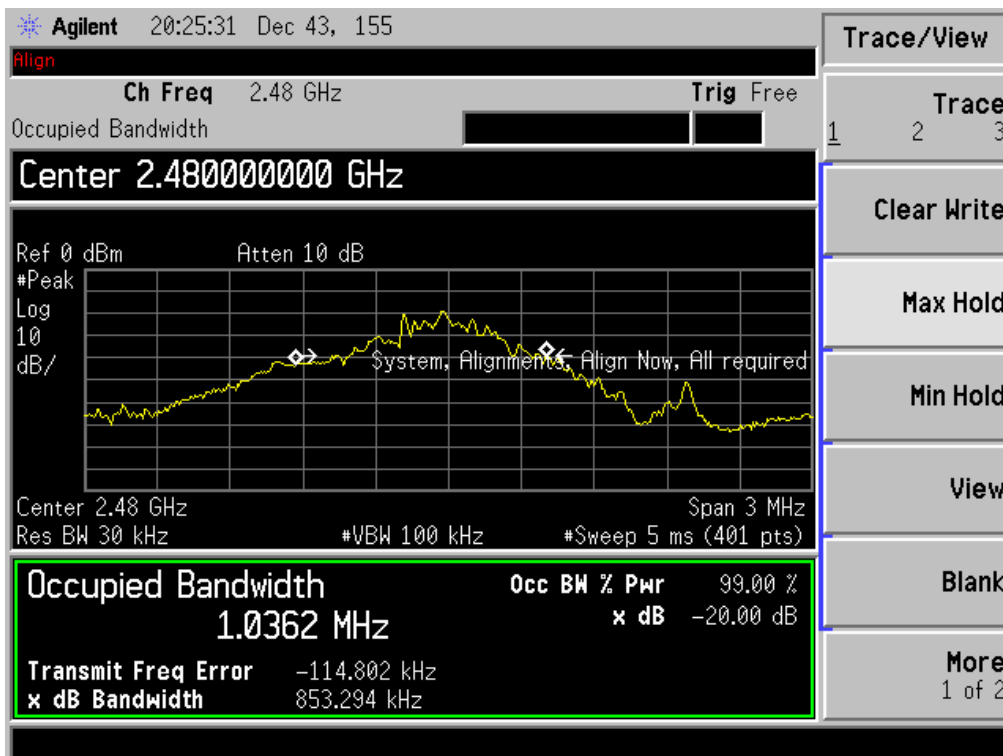 Agilent 20:25:31 Dec 43, 155
Align
Ch Freq 2.48 GHz Trig Free
Occupied Bandwidth
Center 2.480000000 GHz
Ref 0 dBm Atten 10 dB
#Peak
Log
10
dB/
System, Alignments, Align Now, All required
Center 2.48 GHz Span 3 MHz
Res BW 30 kHz #VBW 100 kHz #Sweep 5 ms (401 pts)
Occupied Bandwidth
1.0362 MHz
Occ BW % Pwr 99.00 %
x dB -20.00 dB
Transmit Freq Error -114.802 kHz
x dB Bandwidth 853.294 kHz
Trace/View
Trace
1 2 3
Clear Write
Max Hold
Min Hold
View
Blank
More
1 of 2